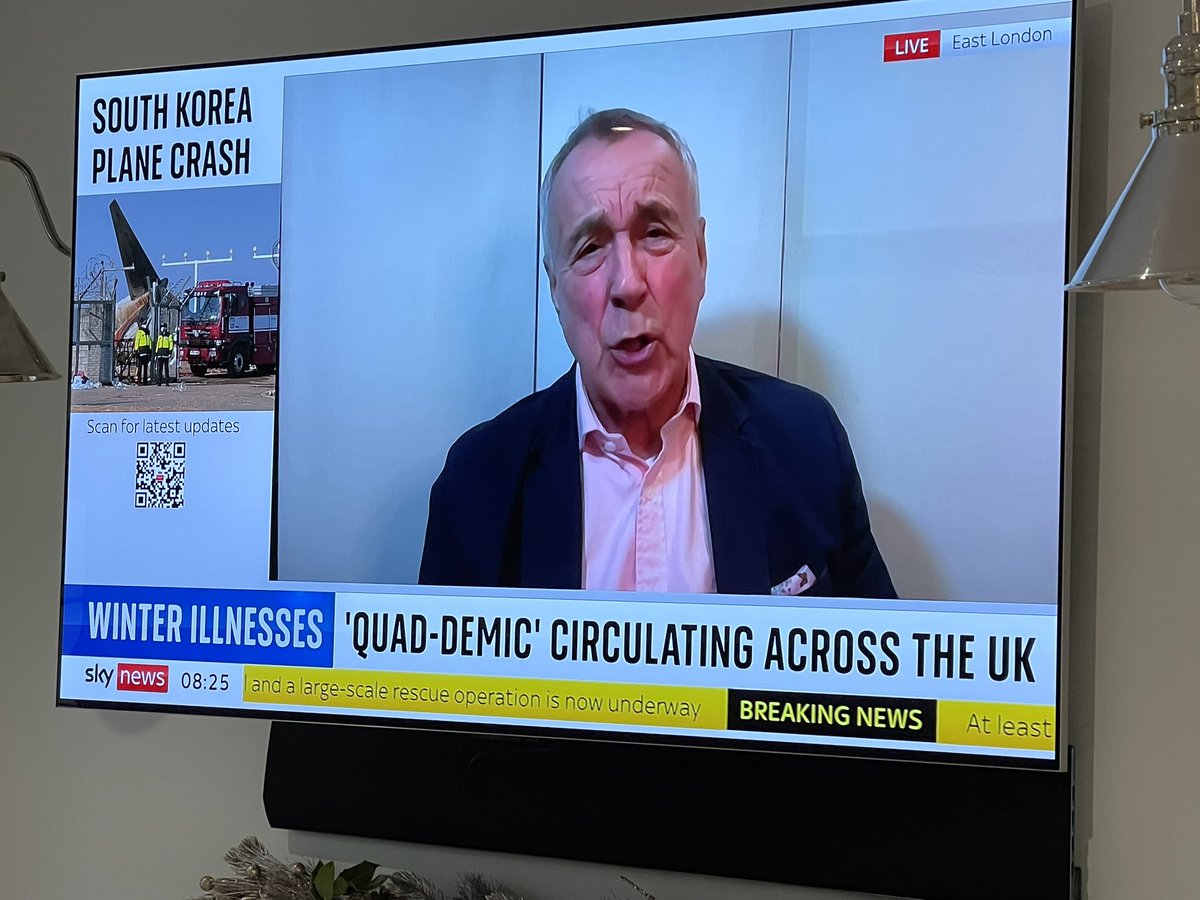 SOUTH KOREA
PLANE CRASH
LIVE East London
Scan for latest updates
WINTER ILLNESSES 'QUAD-DEMIC' CIRCULATING ACROSS THE UK
sky news 08:25 and a large-scale rescue operation is now underway BREAKING NEWS At least